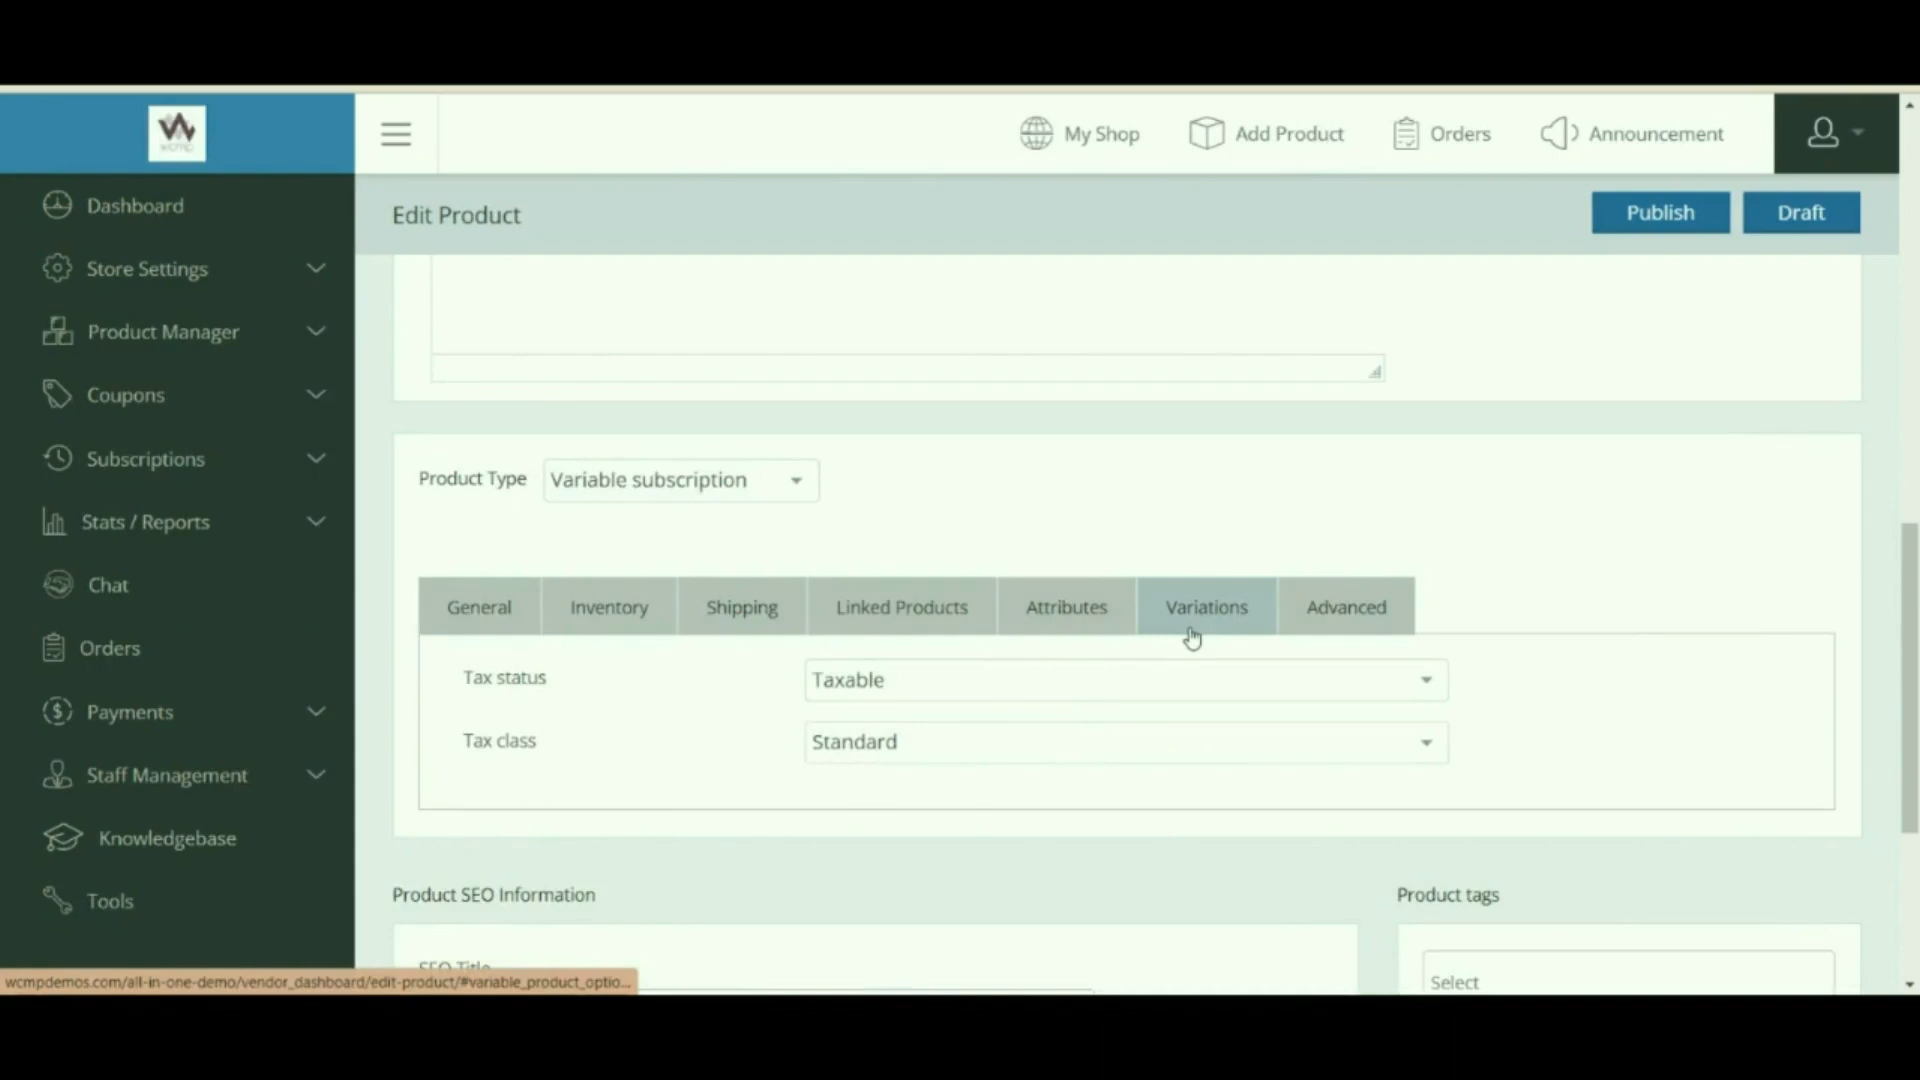 wcmp
My Shop
Add Product
Orders
Announcement
Dashboard
Store Settings
Product Manager
Coupons
Subscriptions
Stats / Reports
Chat
Orders
Payments
Staff Management
Knowledgebase
Tools
Edit Product
Publish
Draft
Product Type
Variable subscription
General
Inventory
Shipping
Linked Products
Attributes
Variations
Advanced
Tax status
Taxable
Tax class
Standard
Product SEO Information
Product tags
SEO Title
Select
wcmpdemos.com/all-in-one-demo/vendor_dashboard/edit-product/#variable_product_optio...